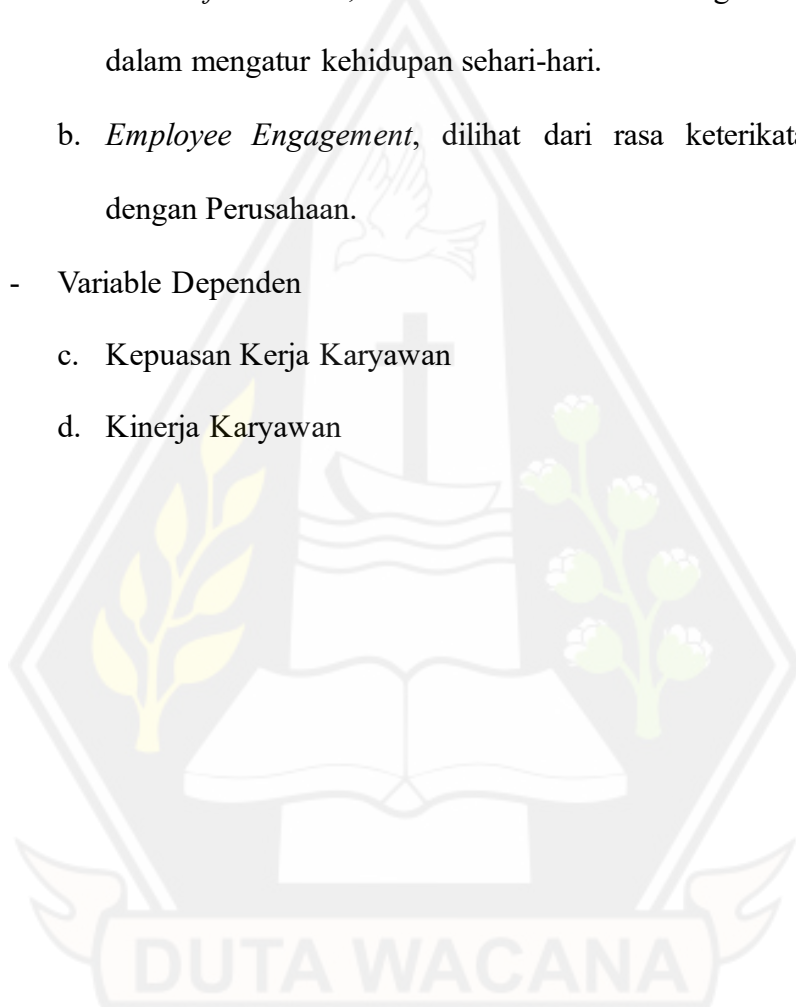 dalam mengatur kehidupan sehari-hari.
b. Employee Engagement, dilihat dari rasa
dengan Perusahaan.
- Variable Dependen
c. Kepuasan Kerja Karyawan
d. Kinerja Karyawan
DUTA WACANA